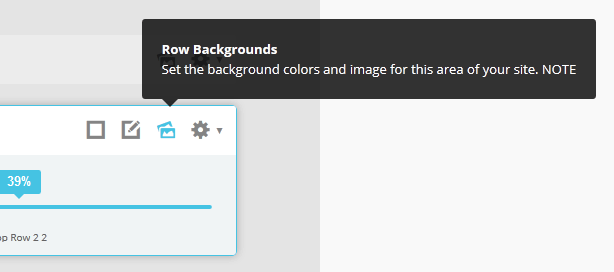 Row Backgrounds
Set the background colors and image for this area of your site. NOTE
39%
Row 2 2